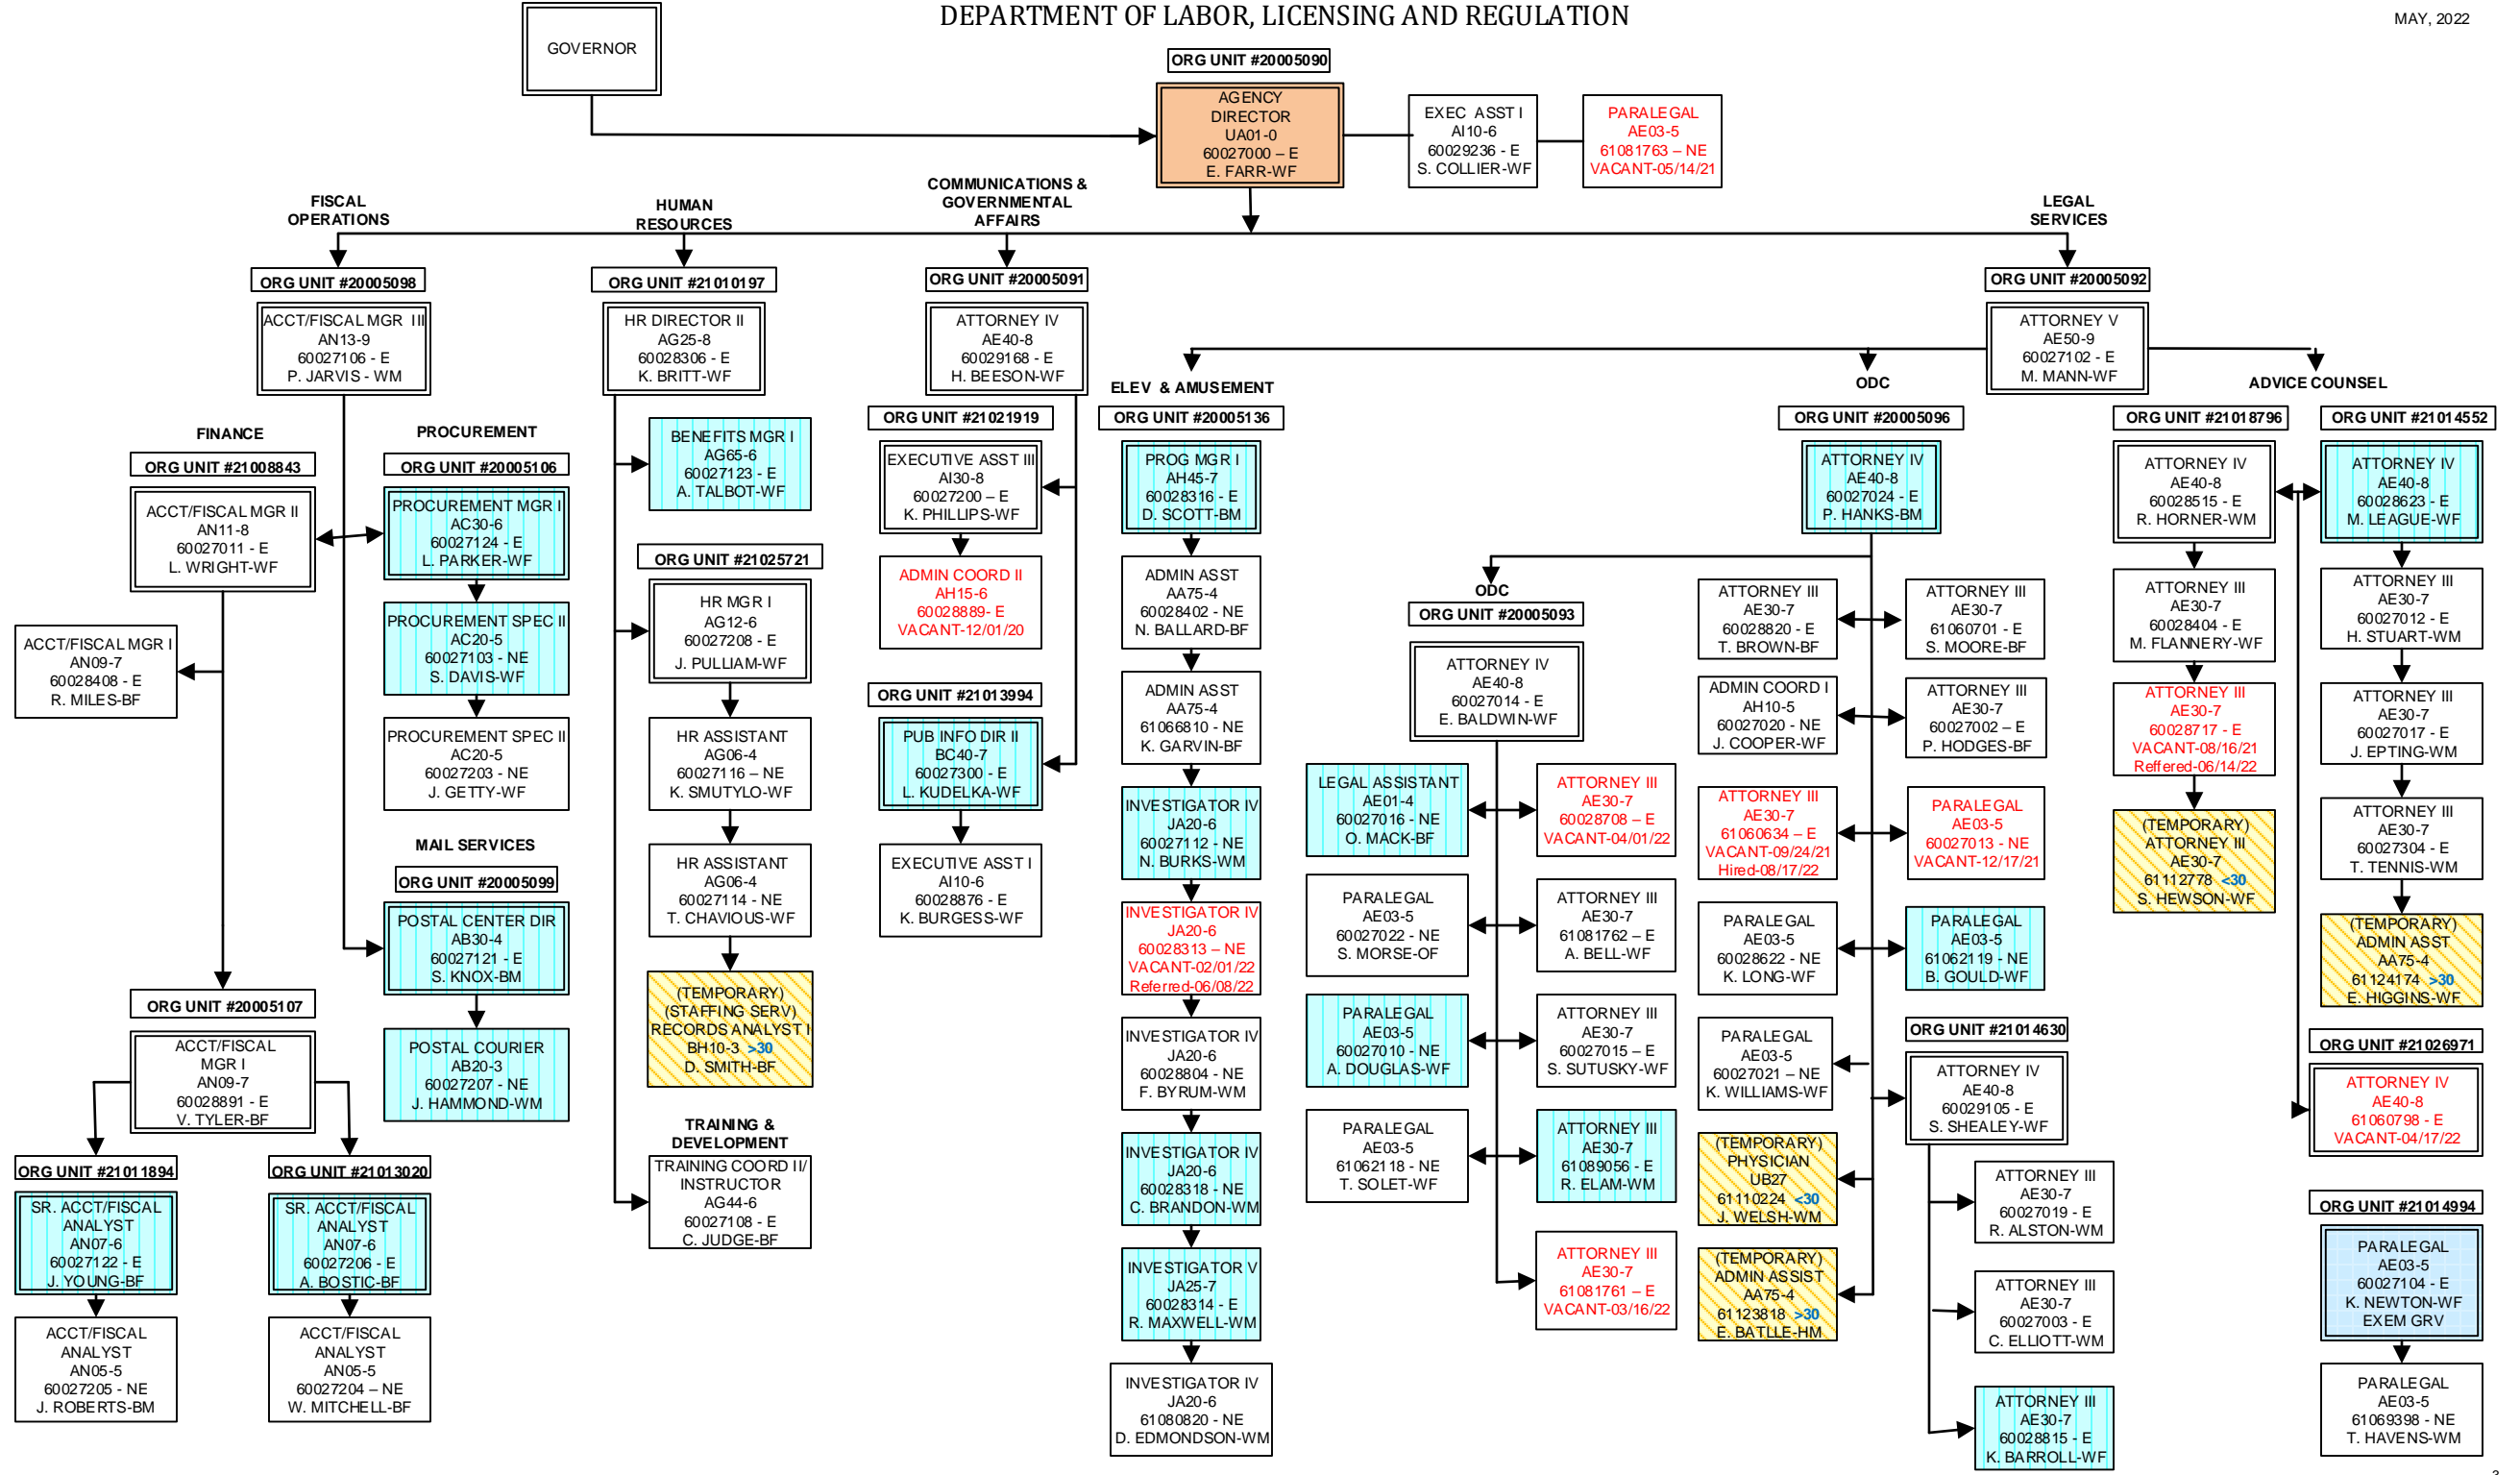 DEPARTMENT OF LABOR, LICENSING AND REGULATION
MAY, 2022
GOVERNOR
ORG UNIT #20005090
AGENCY
DIRECTOR
UA01-0
60027000 – E
E. FARR-WF
EXEC ASST I
AI10-6
60029236 - E
S. COLLIER-WF
PARALEGAL
AE03-5
61081763 – NE
VACANT-05/14/21
FISCAL
OPERATIONS
HUMAN
RESOURCES
COMMUNICATIONS &
GOVERNMENTAL
AFFAIRS
LEGAL
SERVICES
ORG UNIT #20005098
ACCT/FISCAL MGR III
AN13-9
60027106 - E
P. JARVIS - WM
ORG UNIT #21010197
HR DIRECTOR II
AG25-8
60028306 - E
K. BRITT-WF
ORG UNIT #20005091
ATTORNEY IV
AE40-8
60029168 - E
H. BEESON-WF
ORG UNIT #20005092
ATTORNEY V
AE50-9
60027102 - E
M. MANN-WF
FINANCE
ORG UNIT #21008843
ACCT/FISCAL MGR II
AN11-8
60027011 - E
L. WRIGHT-WF
ACCT/FISCAL MGR I
AN09-7
60028408 - E
R. MILES-BF
PROCUREMENT
ORG UNIT #20005106
PROCUREMENT MGR I
AC30-6
60027124 - E
L. PARKER-WF
PROCUREMENT SPEC II
AC20-5
60027103 - NE
S. DAVIS-WF
PROCUREMENT SPEC II
AC20-5
60027203 - NE
J. GETTY-WF
MAIL SERVICES
ORG UNIT #20005099
POSTAL CENTER DIR
AB30-4
60027121 - E
S. KNOX-BM
POSTAL COURIER
AB20-3
60027207 - NE
J. HAMMOND-WM
ORG UNIT #20005107
ACCT/FISCAL
MGR I
AN09-7
60028891 - E
V. TYLER-BF
ORG UNIT #21011894
SR. ACCT/FISCAL
ANALYST
AN07-6
60027122 - E
J. YOUNG-BF
ACCT/FISCAL
ANALYST
AN05-5
60027205 - NE
J. ROBERTS-BM
ORG UNIT #21013020
SR. ACCT/FISCAL
ANALYST
AN07-6
60027206 - E
A. BOSTIC-BF
ACCT/FISCAL
ANALYST
AN05-5
60027204 – NE
W. MITCHELL-BF
BENEFITS MGR I
AG65-6
60027123 - E
A. TALBOT-WF
ORG UNIT #21025721
HR MGR I
AG12-6
60027208 - E
J. PULLIAM-WF
HR ASSISTANT
AG06-4
60027116 – NE
K. SMUTYLO-WF
HR ASSISTANT
AG06-4
60027114 - NE
T. CHAVIOUS-WF
(TEMPORARY)
(STAFFING SERV)
RECORDS ANALYST I
BH10-3 >30
D. SMITH-BF
TRAINING &
DEVELOPMENT
TRAINING COORD II/
INSTRUCTOR
AG44-6
60027108 - E
C. JUDGE-BF
ORG UNIT #21021919
EXECUTIVE ASST III
AI30-8
60027200 – E
K. PHILLIPS-WF
ADMIN COORD II
AH15-6
60028889- E
VACANT-12/01/20
ORG UNIT #21013994
PUB INFO DIR II
BC40-7
60027300 - E
L. KUDELKA-WF
EXECUTIVE ASST I
AI10-6
60028876 - E
K. BURGESS-WF
ELEV & AMUSEMENT
ORG UNIT #20005136
PROG MGR I
AH45-7
60028316 - E
D. SCOTT-BM
ADMIN ASST
AA75-4
60028402 - NE
N. BALLARD-BF
ADMIN ASST
AA75-4
61066810 - NE
K. GARVIN-BF
INVESTIGATOR IV
JA20-6
60027112 - NE
N. BURKS-WM
INVESTIGATOR IV
JA20-6
60028313 – NE
VACANT-02/01/22
Referred-06/08/22
INVESTIGATOR IV
JA20-6
60028804 - NE
F. BYRUM-WM
INVESTIGATOR IV
JA20-6
60028318 - NE
C. BRANDON-WM
INVESTIGATOR V
JA25-7
60028314 - E
R. MAXWELL-WM
INVESTIGATOR IV
JA20-6
61080820 - NE
D. EDMONDSON-WM
ODC
ORG UNIT #20005096
ATTORNEY IV
AE40-8
60027024 - E
P. HANKS-BM
ODC
ORG UNIT #20005093
ATTORNEY IV
AE40-8
60027014 - E
E. BALDWIN-WF
LEGAL ASSISTANT
AE01-4
60027016 - NE
O. MACK-BF
ATTORNEY III
AE30-7
60028708 – E
VACANT-04/01/22
PARALEGAL
AE03-5
60027022 - NE
S. MORSE-OF
ATTORNEY III
AE30-7
61081762 – E
A. BELL-WF
PARALEGAL
AE03-5
60027010 - NE
A. DOUGLAS-WF
ATTORNEY III
AE30-7
60027015 – E
S. SUTUSKY-WF
PARALEGAL
AE03-5
61062118 - NE
T. SOLET-WF
ATTORNEY III
AE30-7
61089056 – E
R. ELAM-WM
ATTORNEY III
AE30-7
61081761 – E
VACANT-03/16/22
ATTORNEY III
AE30-7
60028820 - E
T. BROWN-BF
ATTORNEY III
AE30-7
61060701 – E
S. MOORE-BF
ADMIN COORD I
AH10-5
60027020 - NE
J. COOPER-WF
ATTORNEY III
AE30-7
60027002 – E
P. HODGES-BF
ATTORNEY III
AE30-7
61060634 – E
VACANT-09/24/21
Hired-08/17/22
PARALEGAL
AE03-5
60027013 - NE
VACANT-12/17/21
PARALEGAL
AE03-5
60028622 - NE
K. LONG-WF
PARALEGAL
AE03-5
61062119 - NE
B. GOULD-WF
PARALEGAL
AE03-5
60027021 – NE
K. WILLIAMS-WF
(TEMPORARY)
PHYSICIAN
UB27
61110224 <30
J. WELSH-WM
(TEMPORARY)
ADMIN ASSIST
AA75-4
61123818 >30
E. BATLLE-HM
ORG UNIT #21014630
ATTORNEY IV
AE40-8
60029105 - E
S. SHEALEY-WF
ATTORNEY III
AE30-7
60027019 - E
R. ALSTON-WM
ATTORNEY III
AE30-7
60027003 – E
C. ELLIOTT-WM
ATTORNEY III
AE30-7
60028815 - E
K. BARROLL-WF
ADVICE COUNSEL
ORG UNIT #21018796
ATTORNEY IV
AE40-8
60028515 - E
R. HORNER-WM
ATTORNEY III
AE30-7
60028404 - E
M. FLANNERY-WF
ATTORNEY III
AE30-7
60028717 - E
VACANT-08/16/21
Reffered-06/14/22
(TEMPORARY)
ATTORNEY III
AE30-7
61112778 <30
S. HEWSON-WF
ORG UNIT #21014552
ATTORNEY IV
AE40-8
60028623 - E
M. LEAGUE-WF
ATTORNEY III
AE30-7
60027012 - E
H. STUART-WM
ATTORNEY III
AE30-7
60027017 - E
J. EPTING-WM
ATTORNEY III
AE30-7
60027304 - E
T. TENNIS-WM
(TEMPORARY)
ADMIN ASST
AA75-4
61124174 >30
E. HIGGINS-WF
ORG UNIT #21026971
ATTORNEY IV
AE40-8
61060798 - E
VACANT-04/17/22
ORG UNIT #21014994
PARALEGAL
AE03-5
60027104 - E
K. NEWTON-WF
EXEM GRV
PARALEGAL
AE03-5
61069398 - NE
T. HAVENS-WM